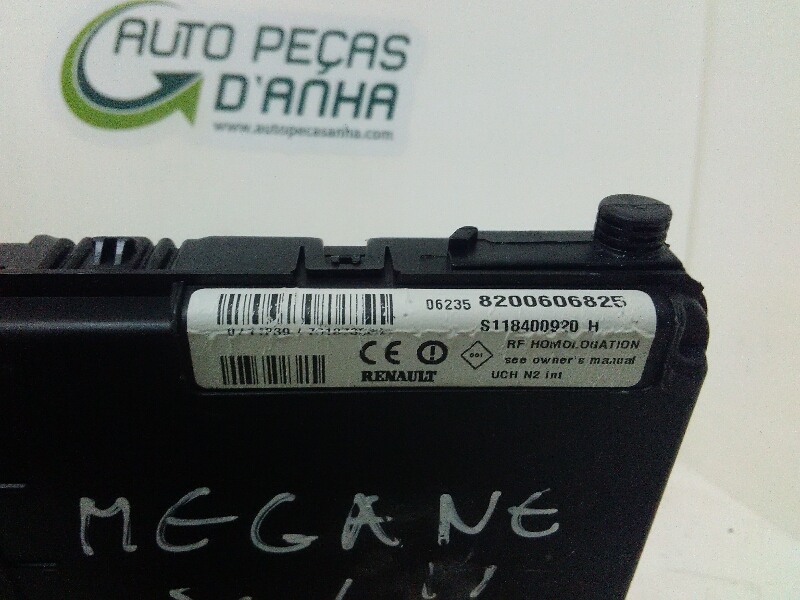 AUTO PEÇAS
D'ANHA
www.autopecasanha.com
06235 8200606825
S118400920 H
CE
RF HOMOLOGATION
see owner's manual
RENAULT
UCH N2 int
MEGANE